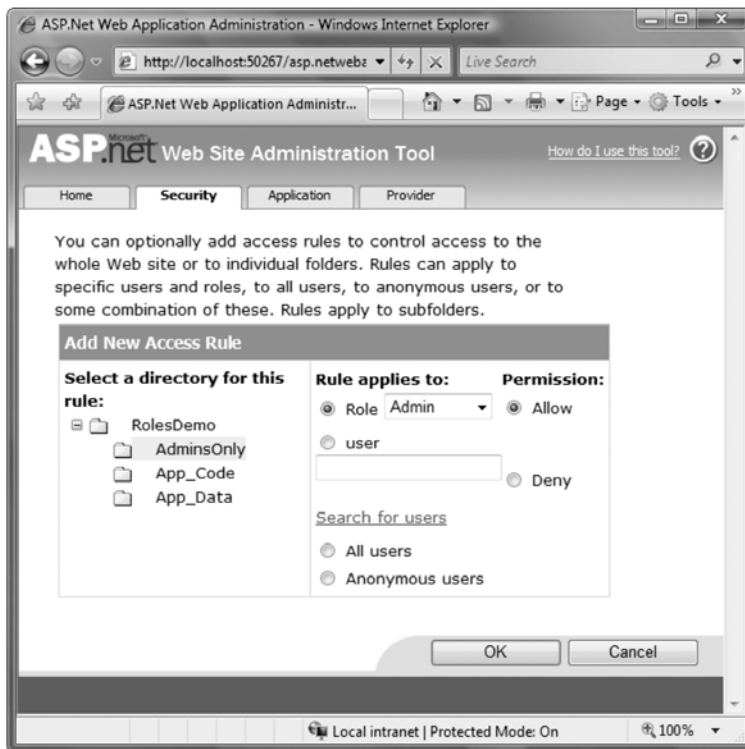 ASP.Net Web Application Administration - Windows Internet Explorer
http://localhost:50267/asp.netweba
Live Search
ASP.Net Web Application Administr...
Page
Tools
»
Microsoft
ASP.net Web Site Administration Tool
How do I use this tool?
?
Home
Security
Application
Provider
You can optionally add access rules to control access to the
whole Web site or to individual folders. Rules can apply to
specific users and roles, to all users, to anonymous users, or to
some combination of these. Rules apply to subfolders.
Add New Access Rule
Select a directory for this
rule:
RolesDemo
AdminsOnly
App_Code
App_Data
Rule applies to:
Role Admin
user
Search for users
All users
Anonymous users
Permission:
Allow
Deny
OK
Cancel
Local intranet | Protected Mode: On
100%